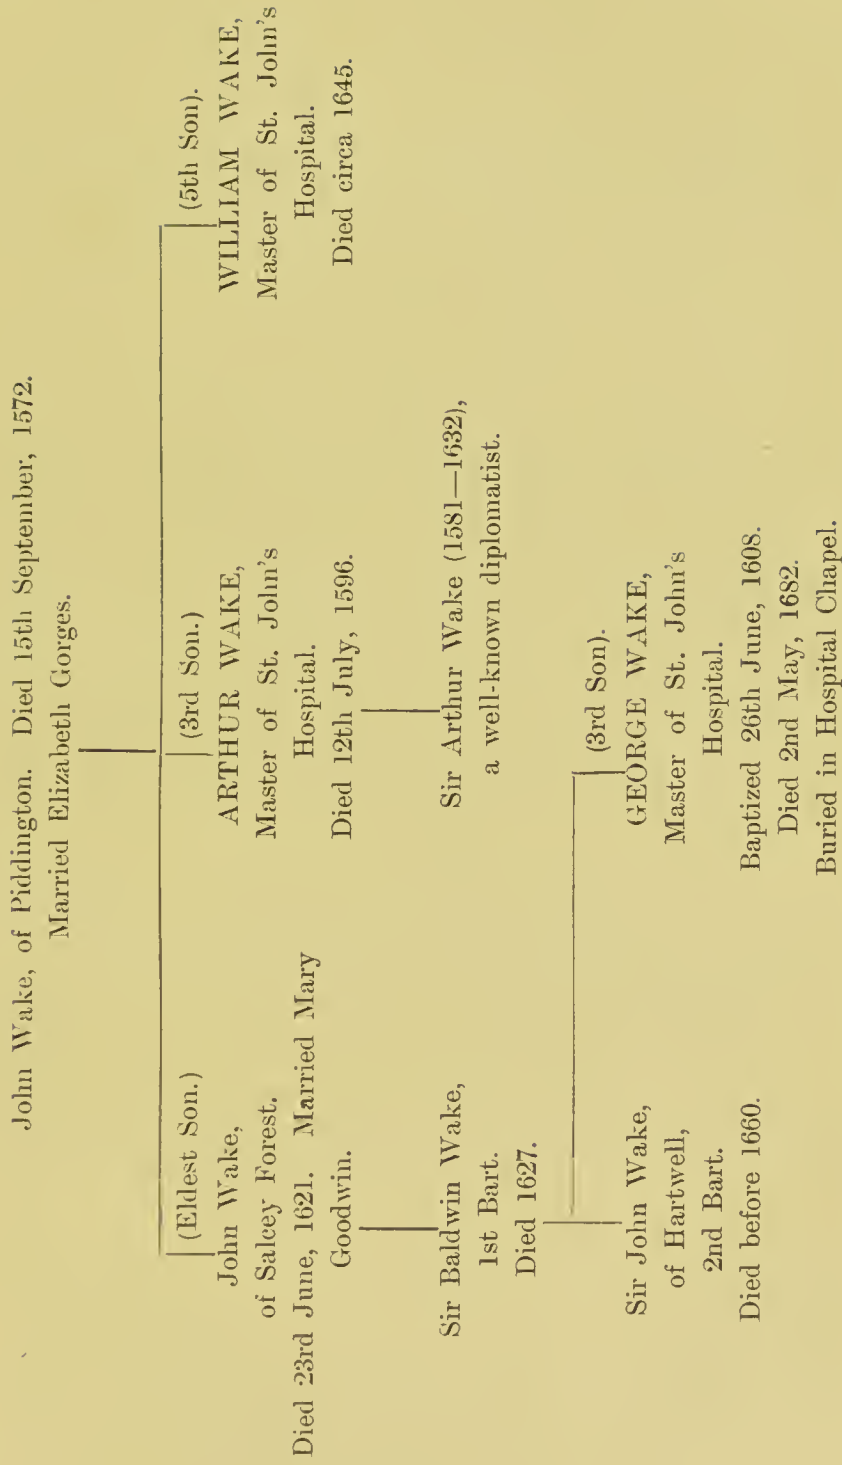 John Wake, of Piddington. Died 15th September, 1572.
Married Elizabeth Gorges.
(Eldest Son.)
John Wake,
of Salcey Forest.
Died 23rd June, 1621. Married Mary
Goodwin.
(3rd Son.)
ARTHUR WAKE,
Master of St. John's
Hospital.
Died 12th July, 1596.
(5th Son).
WILLIAM WAKE,
Master of St. John's
Hospital.
Died circa 1645.
Sir Baldwin Wake,
1st Bart.
Died 1627.
Sir Arthur Wake (1581—1632),
a well-known diplomatist.
Sir John Wake,
of Hartwell,
2nd Bart.
Died before 1660.
(3rd Son).
GEORGE WAKE,
Master of St. John's
Hospital.
Baptized 26th June, 1608.
Died 2nd May, 1682.
Buried in Hospital Chapel.